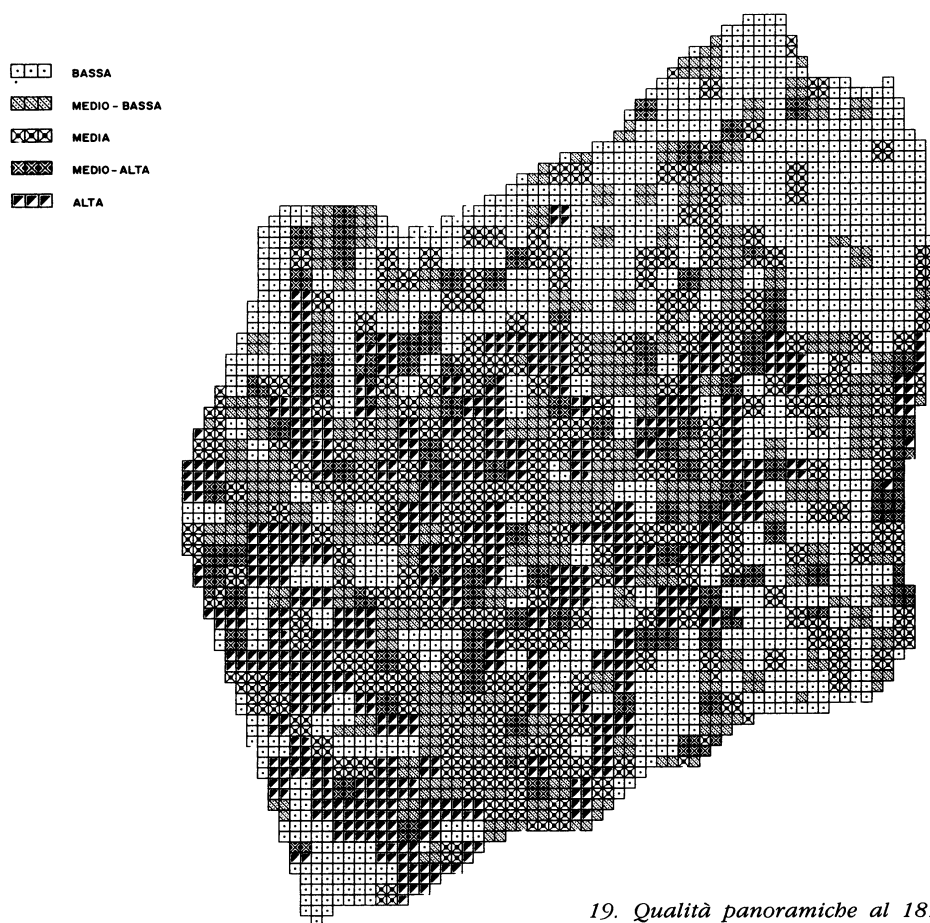 BASSA
MEDIO-BASSA
MEDIA
MEDIO-ALTA
ALTA
19. Qualità panoramiche al 18